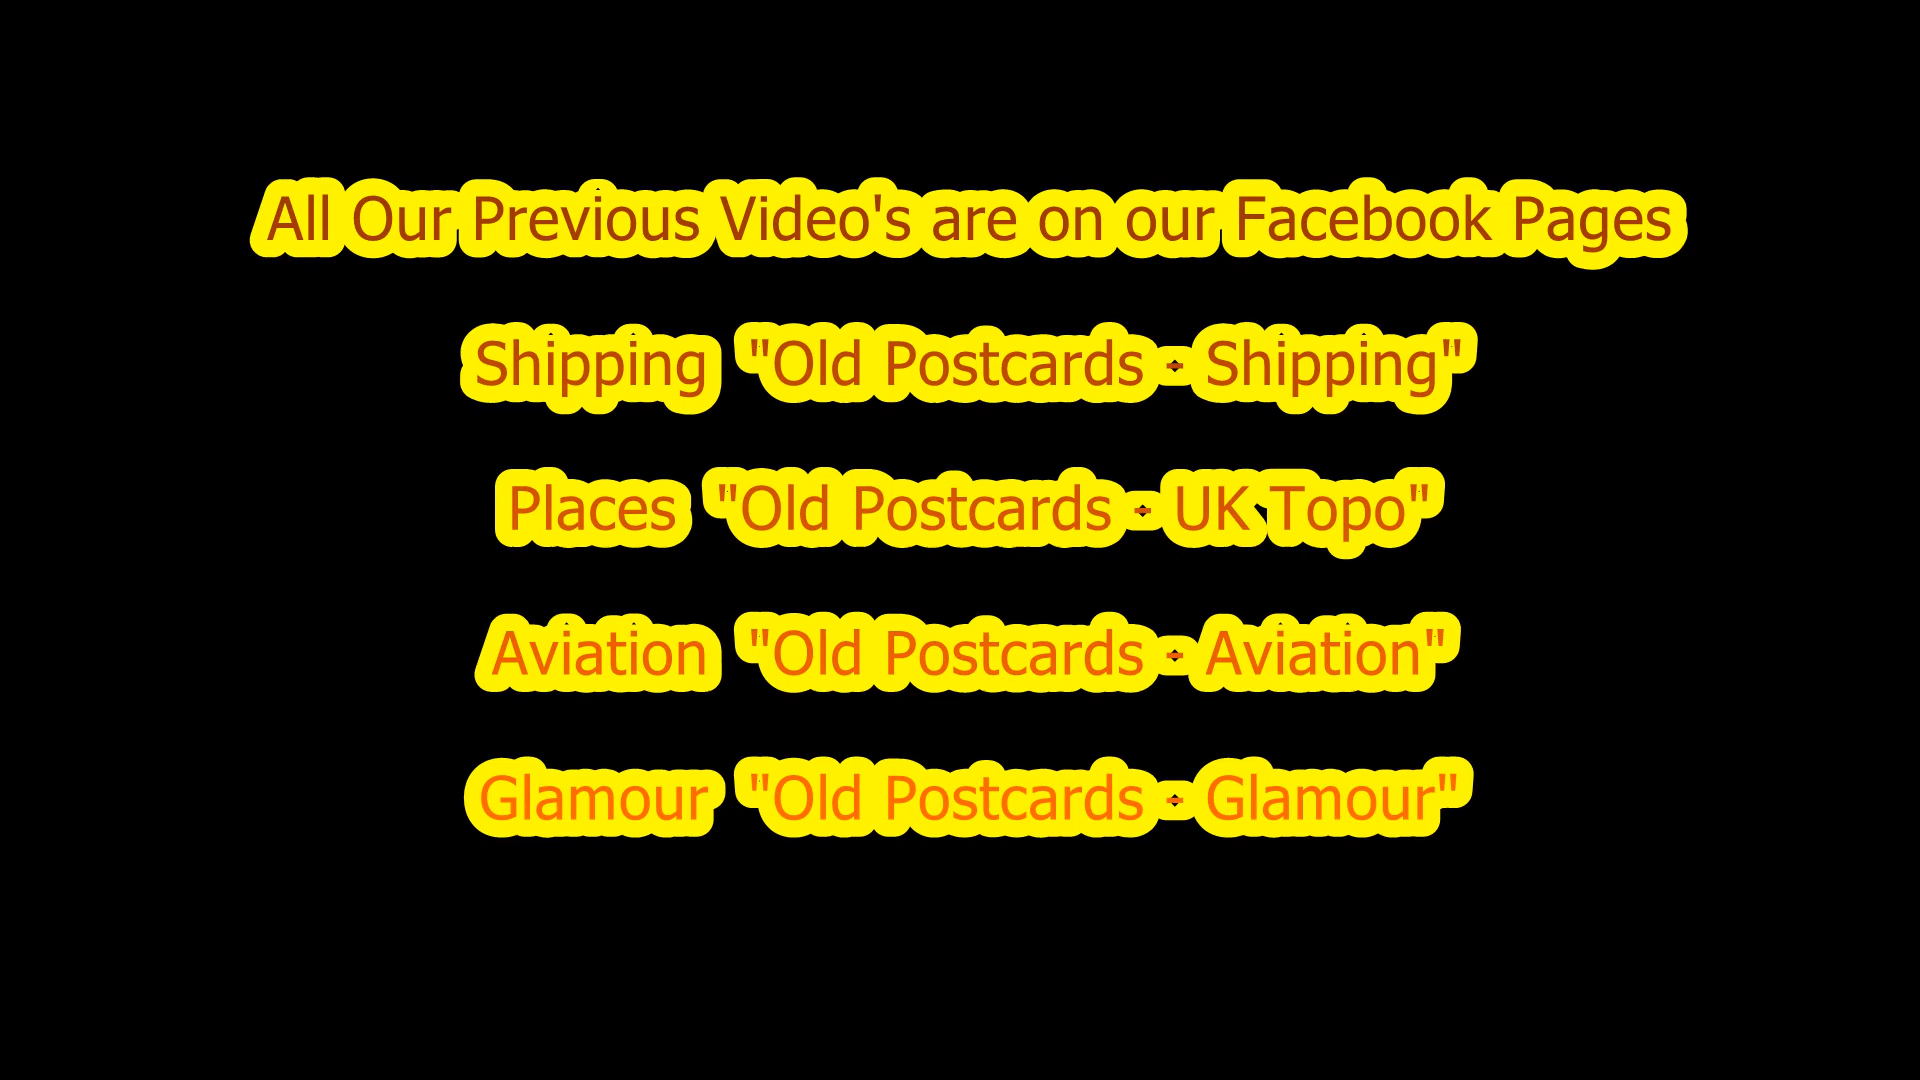 All Our Previous Video's are on our Facebook Pages
Shipping "Old Postcards - Shipping"
Places "Old Postcards - UK Topo"
Aviation "Old Postcards - Aviation"
Glamour "Old Postcards - Glamour"